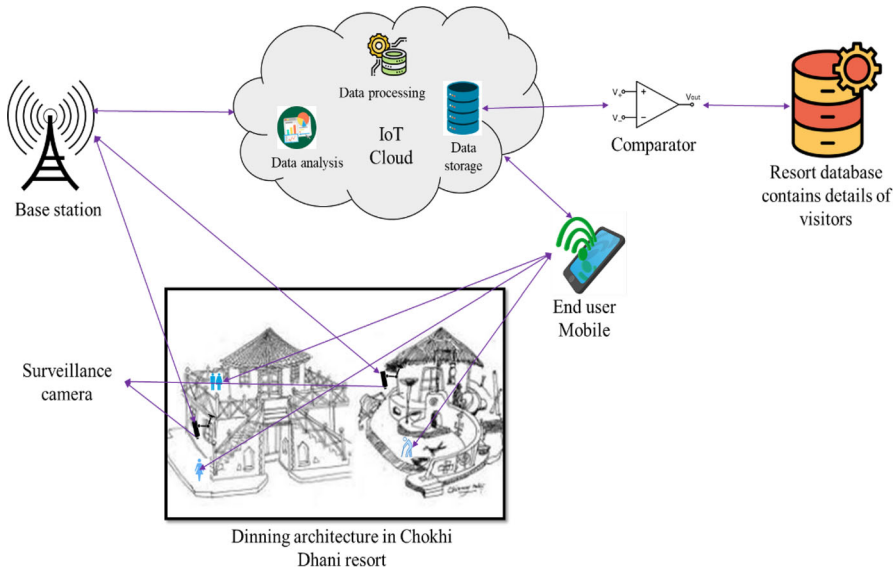 Data processing
Data analysis
IoT
Cloud
Data
storage
V+
V-
+
−
Vout
Comparator
Resort database
contains details of
visitors
Base station
End user
Mobile
Surveillance
camera
Dinning architecture in Chokhi
Dhani resort